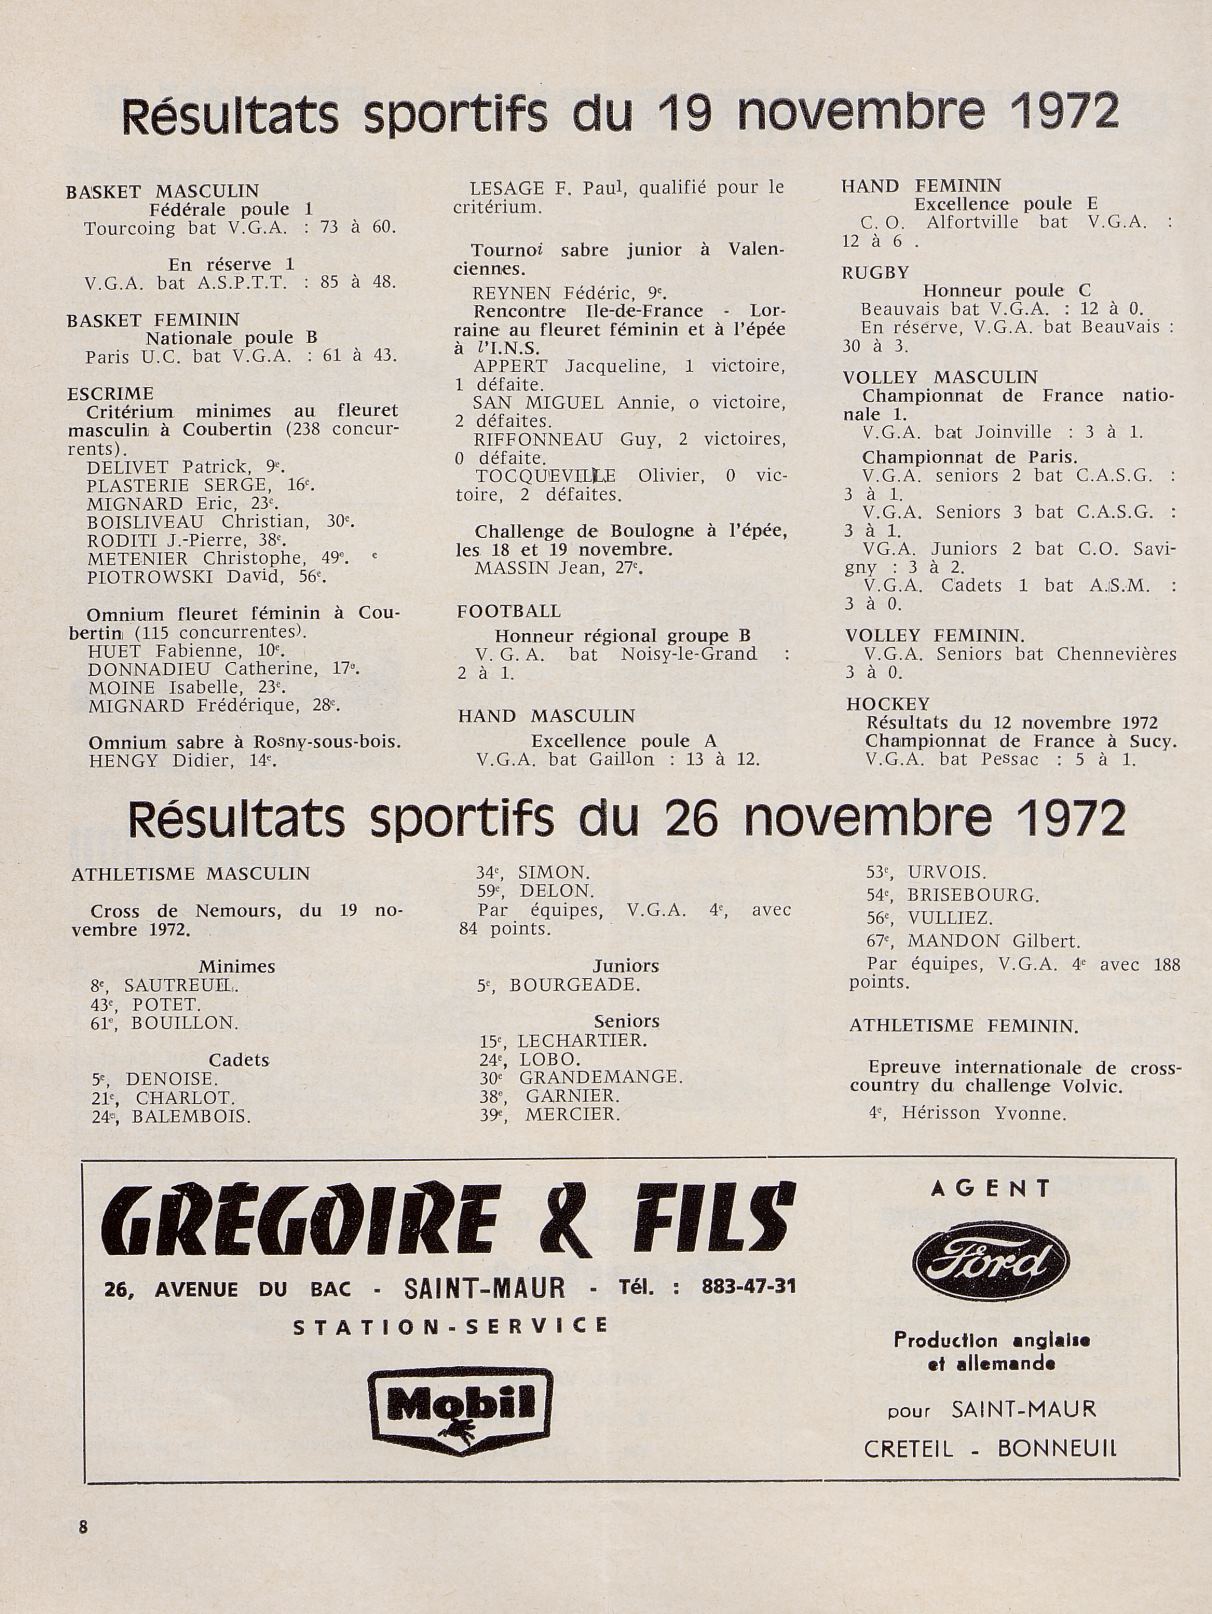 Résultats sportifs du 19 novembre 1972
BASKET MASCULIN
Fédérale poule 1
Tourcoing bat V.G.A. : 73 à 60.
En réserve 1
V.G.A. bat A.S.P.T.T. : 85 à 48.
BASKET FEMININ
Nationale poule B
Paris U.C. bat V.G.A. : 61 à 43.
ESCRIME
Critérium minimes au fleuret
masculin à Coubertin (238 concur-
rents).
DELIVET Patrick, 9e.
PLASTERIE SERGE, 16e.
MIGNARD Eric, 23e.
BOISLIVEAU Christian, 30e.
RODITI J.-Pierre, 38e.
METENIER Christophe, 49e. e
PIOTROWSKI David, 56e.
Omnium fleuret féminin à Cou-
bertin (115 concurrentes).
HUET Fabienne, 10e.
DONNADIEU Catherine, 17e.
MOINE Isabelle, 23e.
MIGNARD Frédérique, 28e.
Omnium sabre à Rosny-sous-bois.
HENGY Didier, 14e.
LESAGE F. Paul, qualifié pour le
critérium.
Tournoi sabre junior à Valen-
ciennes.
REYNEN Fédéric, 9e.
Rencontre Ile-de-France - Lor-
raine au fleuret féminin et à l'épée
à l'I.N.S.
APPERT Jacqueline, 1 victoire,
1 défaite.
SAN MIGUEL Annie, o victoire,
2 défaites.
RIFFONNEAU Guy, 2 victoires,
0 défaite.
TOCQUEVILLE Olivier, 0 vic-
toire, 2 défaites.
Challenge de Boulogne à l'épée,
les 18 et 19 novembre.
MASSIN Jean, 27e.
FOOTBALL
Honneur régional groupe B
V. G. A. bat Noisy-le-Grand :
2 à 1.
HAND MASCULIN
Excellence poule A
V.G.A. bat Gaillon : 13 à 12.
HAND FEMININ
Excellence poule E
C. O. Alfortville bat V.G.A. :
12 à 6 .
RUGBY
Honneur poule C
Beauvais bat V.G.A. : 12 à 0.
En réserve, V.G.A. bat Beauvais :
30 à 3.
VOLLEY MASCULIN
Championnat de France natio-
nale 1.
V.G.A. bat Joinville : 3 à 1.
Championnat de Paris.
V.G.A. seniors 2 bat C.A.S.G. :
3 à 1.
V.G.A. Seniors 3 bat C.A.S.G. :
3 à 1.
VG.A. Juniors 2 bat C.O. Savi-
gny : 3 à 2.
V.G.A. Cadets 1 bat A.S.M. :
3 à 0.
VOLLEY FEMININ.
V.G.A. Seniors bat Chennevières
3 à 0.
HOCKEY
Résultats du 12 novembre 1972
Championnat de France à Sucy.
V.G.A. bat Pessac : 5 à 1.
Résultats sportifs du 26 novembre 1972
ATHLETISME MASCULIN
Cross de Nemours, du 19 no-
vembre 1972.
Minimes
8e, SAUTREUIL.
43e, POTET.
61e, BOUILLON.
Cadets
5e, DENOISE.
21e, CHARLOT.
24e, BALEMBOIS.
34e, SIMON.
59e, DELON.
Par équipes, V.G.A. 4e, avec
84 points.
Juniors
5e, BOURGEADE.
Seniors
15e, LECHARTIER.
24e, LOBO.
30e GRANDEMANGE.
38e, GARNIER.
39e, MERCIER.
53e, URVOIS.
54e, BRISEBOURG.
56e, VULLIEZ.
67e, MANDON Gilbert.
Par équipes, V.G.A. 4e avec 188
points.
ATHLETISME FEMININ.
Epreuve internationale de cross-
country du challenge Volvic.
4e, Hérisson Yvonne.
GRÉGOIRE & FILS
26, AVENUE DU BAC - SAINT-MAUR - Tél. : 883-47-31
STATION-SERVICE
Mobil
AGENT
Ford
Production anglaise
et allemande
pour SAINT-MAUR
CRETEIL - BONNEUIL
8